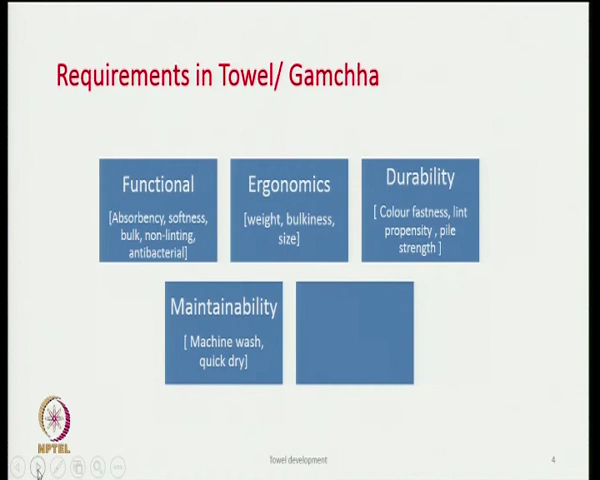 Requirements in Towel/ Gamchha
Functional
[Absorbency, softness,
bulk, non-linting,
antibacterial]
Ergonomics
[weight, bulkiness,
size]
Durability
[ Colour fastness, lint
propensity , pile
strength ]
Maintainability
[ Machine wash,
quick dry]
NPTEL
Towel development
4